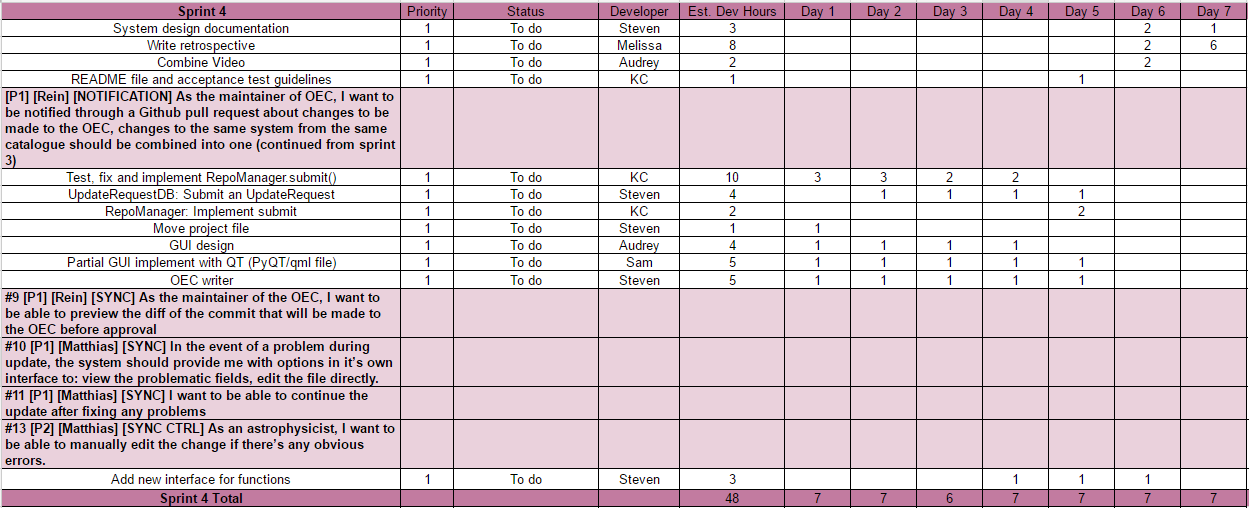 Sprint 4 Priority Status Developer Est. Dev Hours Day 1 Day 2 Day 3 Day 4 Day 5 Day 6 Day 7
System design documentation 1 To do Steven 3 2 1
Write retrospective 1 To do Melissa 8 2 6
Combine Video 1 To do Audrey 2 2
README file and acceptance test guidelines 1 To do KC 1 1
[P1] [Rein] [NOTIFICATION] As the maintainer of OEC, I want to
be notified through a Github pull request about changes to be
made to the OEC, changes to the same system from the same
catalogue should be combined into one (continued from sprint
3)
Test, fix and implement RepoManager.submit() 1 To do KC 10 3 3 2 2
UpdateRequestDB: Submit an UpdateRequest 1 To do Steven 4 1 1 1 1
RepoManager: Implement submit 1 To do KC 2 2
Move project file 1 To do Steven 1 1
GUI design 1 To do Audrey 4 1 1 1 1
Partial GUI implement with QT (PyQT/qml file) 1 To do Sam 5 1 1 1 1 1
OEC writer 1 To do Steven 5 1 1 1 1 1
#9 [P1] [Rein] [SYNC] As the maintainer of the OEC, I want to
be able to preview the diff of the commit that will be made to
the OEC before approval
#10 [P1] [Matthias] [SYNC] In the event of a problem during
update, the system should provide me with options in it's own
interface to: view the problematic fields, edit the file directly.
#11 [P1] [Matthias] [SYNC] I want to be able to continue the
update after fixing any problems
#13 [P2] [Matthias] [SYNC CTRL] As an astrophysicist, I want to
be able to manually edit the change if there's any obvious
errors.
Add new interface for functions 1 To do Steven 3 1 1 1
Sprint 4 Total 48 7 7 6 7 7 7 7